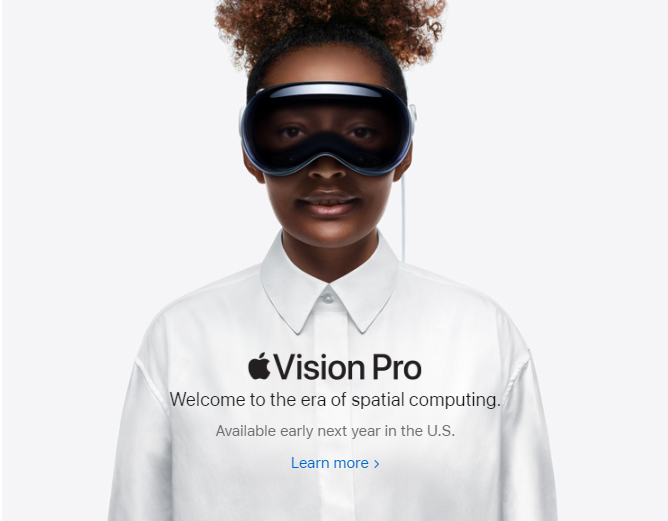 Vision Pro
Welcome to the era of spatial computing.
Available early next year in the U.S.
Learn more >